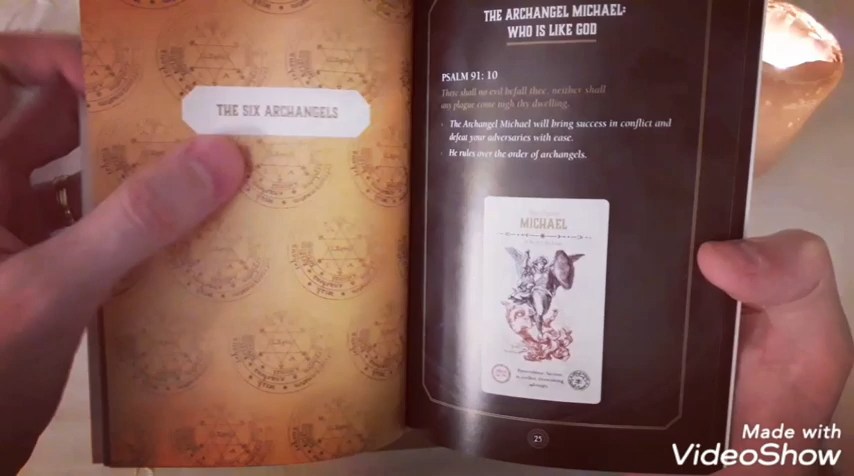 THE SIX ARCHANGELS
THE ARCHANGEL MICHAEL:
WHO IS LIKE GOD
PSALM 91: 10
There shall no evil befall thee, neither shall
any plague come nigh thy dwelling.
· The Archangel Michael will bring success in conflict and
defeat your adversaries with ease.
· He rules over the order of archangels.
MICHAEL
25
Made with
VideoShow